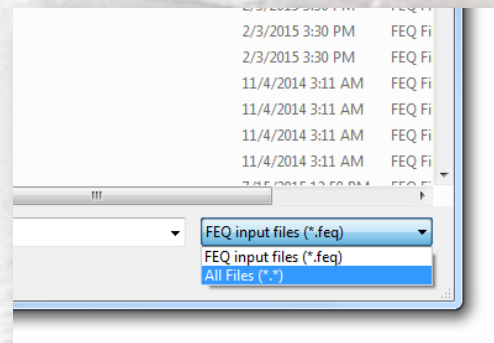 2/3/2015 3:30 PM FEQ Fi
2/3/2015 3:30 PM FEQ Fi
11/4/2014 3:11 AM FEQ Fi
11/4/2014 3:11 AM FEQ Fi
11/4/2014 3:11 AM FEQ Fi
11/4/2014 3:11 AM FEQ Fi
FEQ input files (*.feq)
FEQ input files (*.feq)
All Files (*.*)